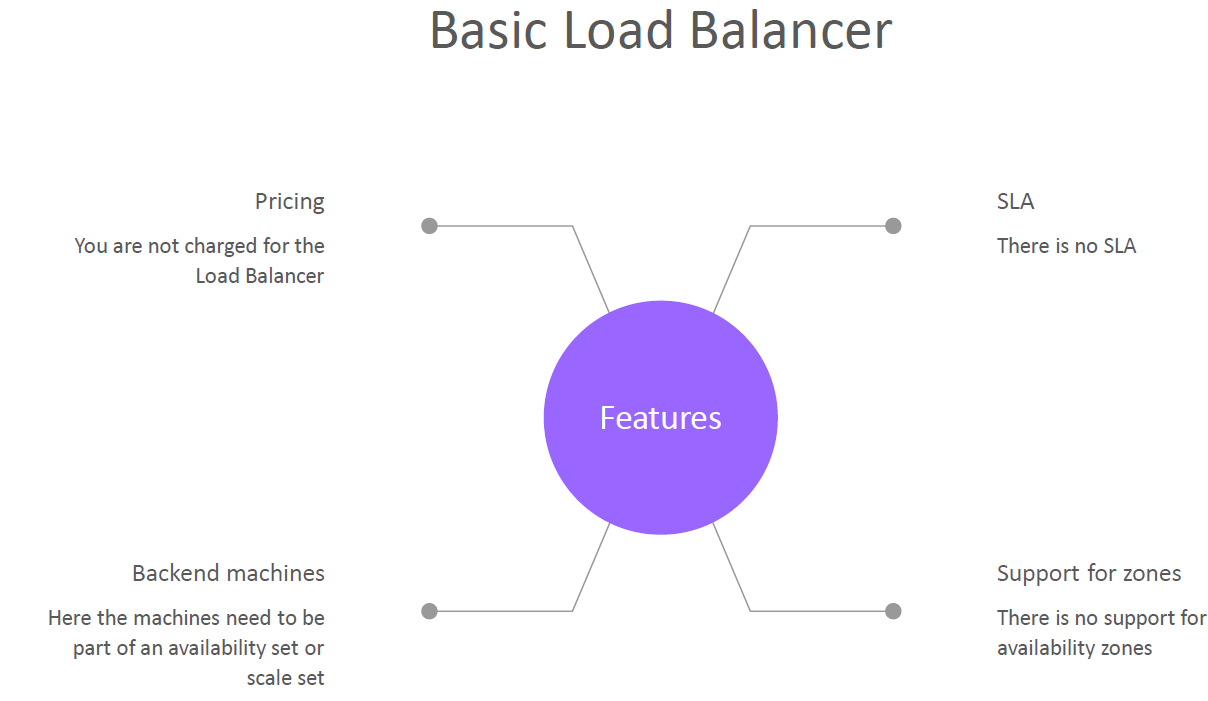 Basic Load Balancer
Pricing
You are not charged for the
Load Balancer
SLA
There is no SLA
Features
Backend machines
Here the machines need to be
part of an availability set or
scale set
Support for zones
There is no support for
availability zones